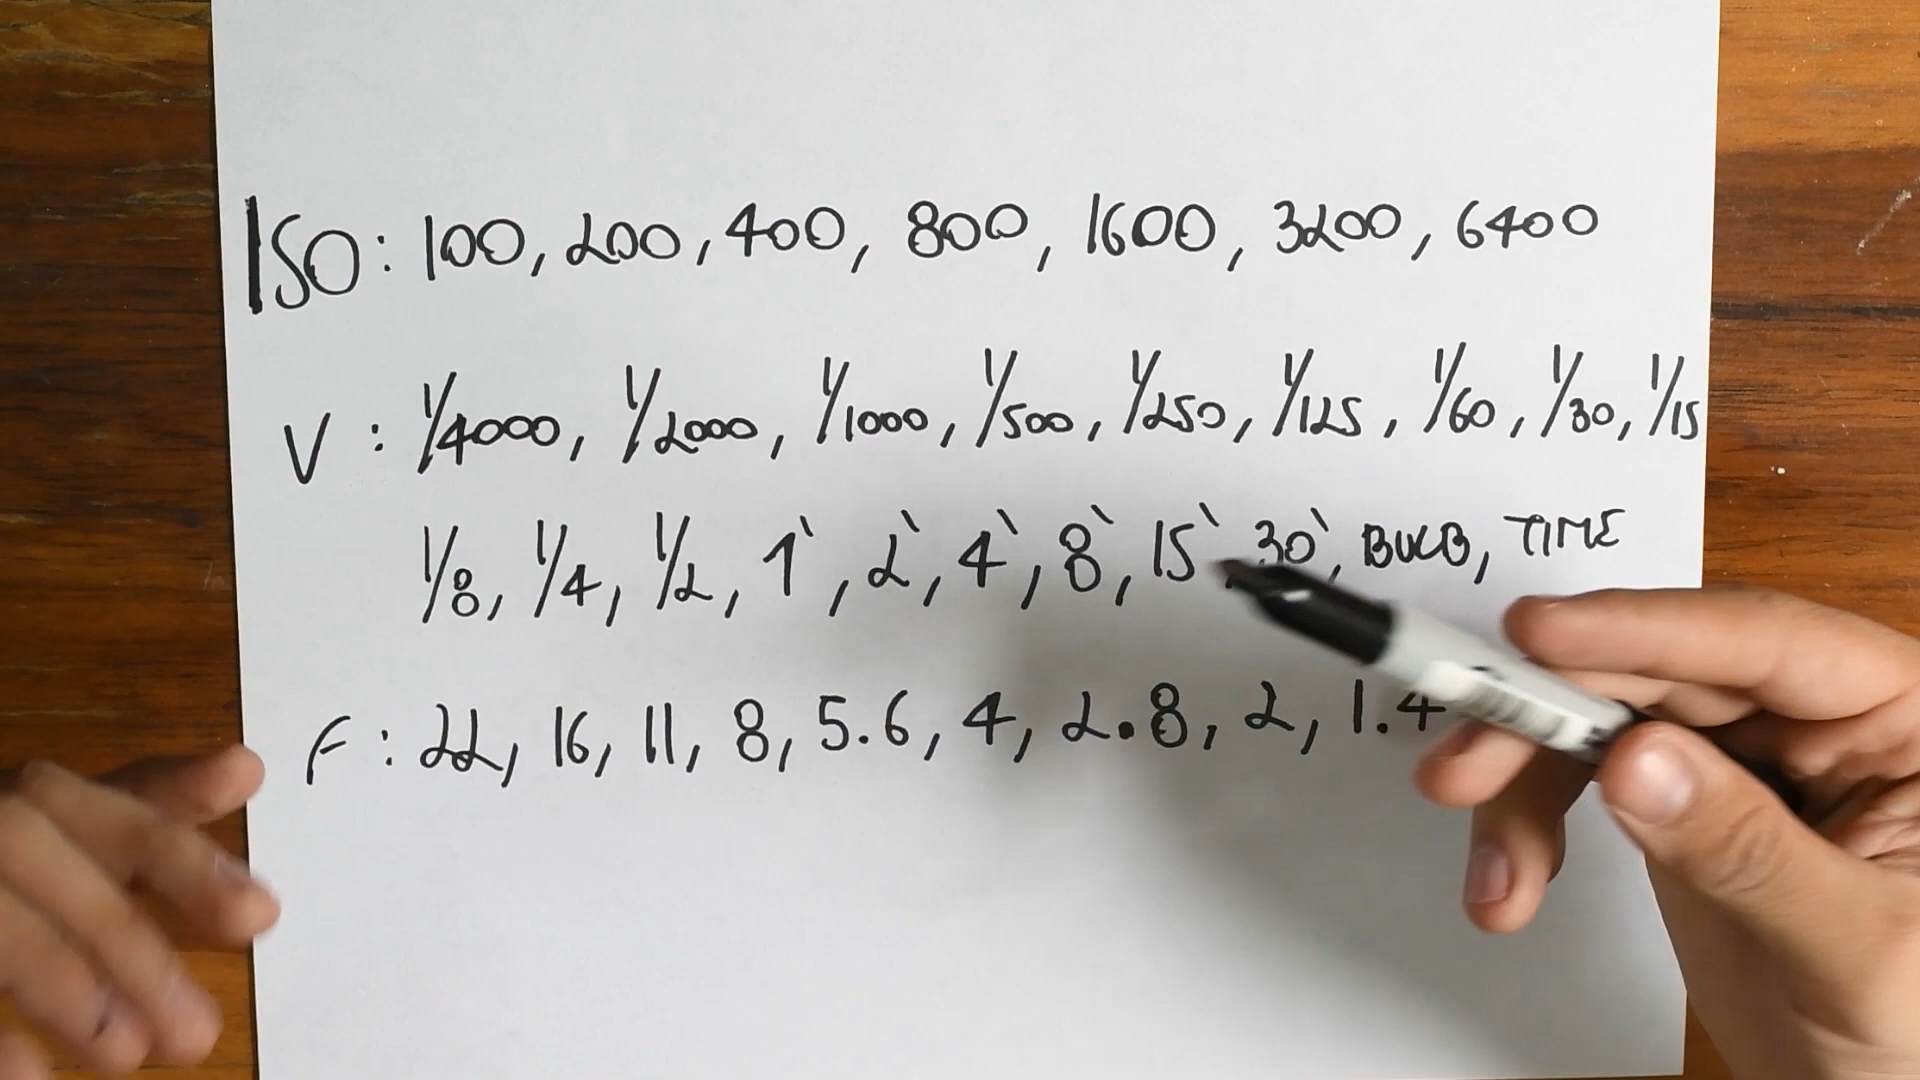 ISO: 100, 200, 400, 800, 1600, 3200, 6400
V : 1/4000, 1/2000, 1/1000, 1/500, 1/250, 1/125, 1/60, 1/30, 1/15
1/8, 1/4, 1/2, 1`, 2`, 4`, 8`, 15`, 30`, BULB, TIME
F : 22, 16, 11, 8, 5.6, 4, 2.8, 2, 1.4